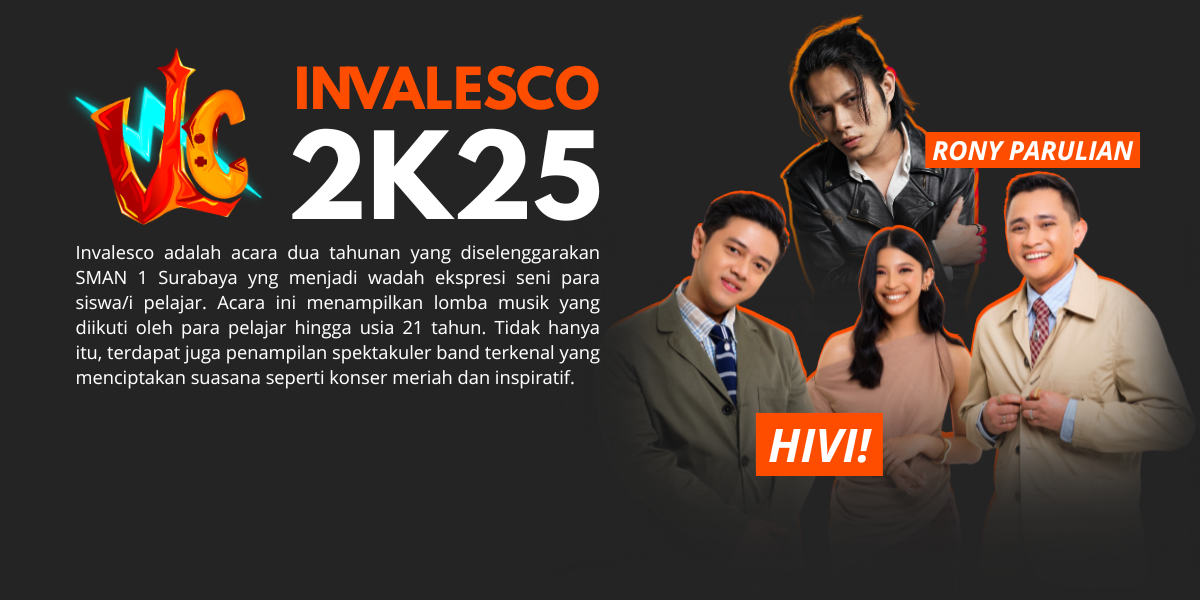 VLC
INVALESCO
2K25
Invalesco adalah acara dua tahunan yang diselenggarakan
SMAN 1 Surabaya yng menjadi wadah ekspresi seni para
siswa/i pelajar. Acara ini menampilkan lomba musik yang
diikuti oleh para pelajar hingga usia 21 tahun. Tidak hanya
itu, terdapat juga penampilan spektakuler band terkenal yang
menciptakan suasana seperti konser meriah dan inspiratif.
RONY PARULIAN
HIVI!